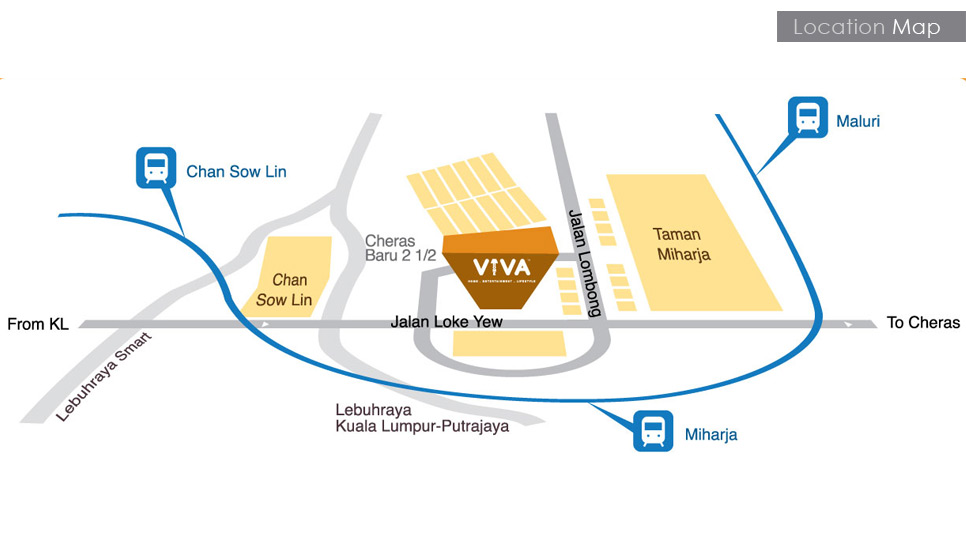 Location Map
Maluri
Chan Sow Lin
Cheras
Baru 2 1/2
Jalan Lombong
Taman
Miharja
VIVA
HOME . ENTERTAINMENT . LIFESTYLE
Chan
Sow Lin
From KL
Jalan Loke Yew
To Cheras
Lebuhraya Smart
Lebuhraya
Kuala Lumpur-Putrajaya
Miharja